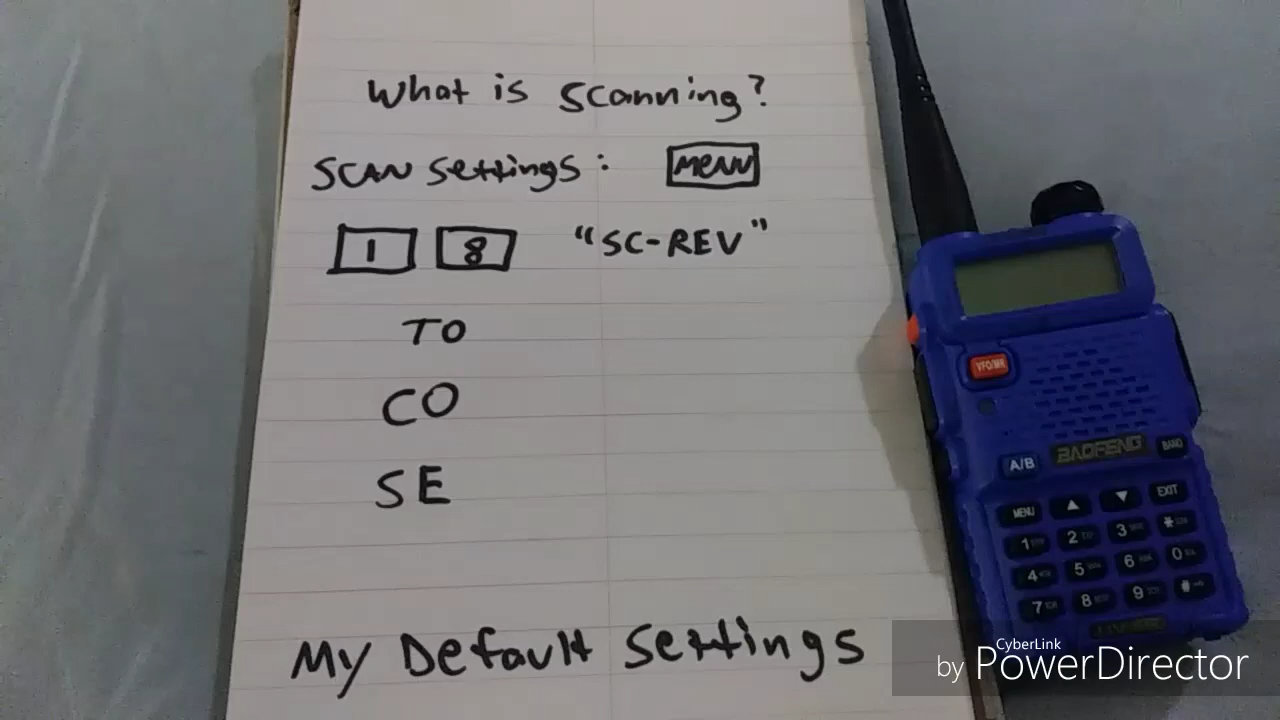 What is scanning?
SCAN settings: MENU
1 8 "SC-REV"
TO
CO
SE
My Default settings
VFO/MR
A/B BAOFENG BAND
MENU ▲ ▼ EXIT
1 2 3 *
4 5 6 0
7 8 9 #
CyberLink
by PowerDirector